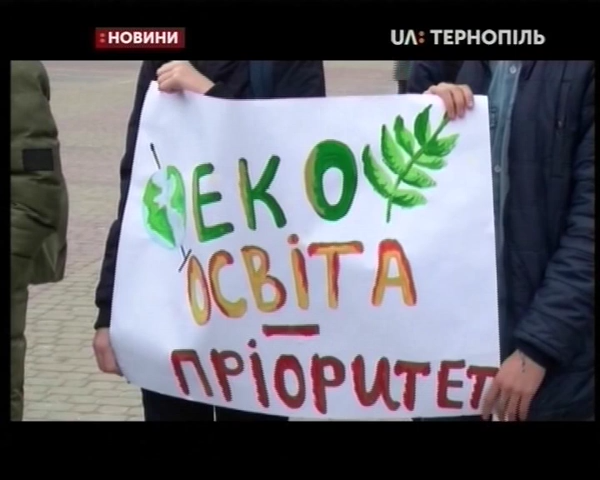 :НОВИНИ
UA: ТЕРНОПІЛЬ
ЕКО
ОСВІТА
–
ПРІОРИТЕТ